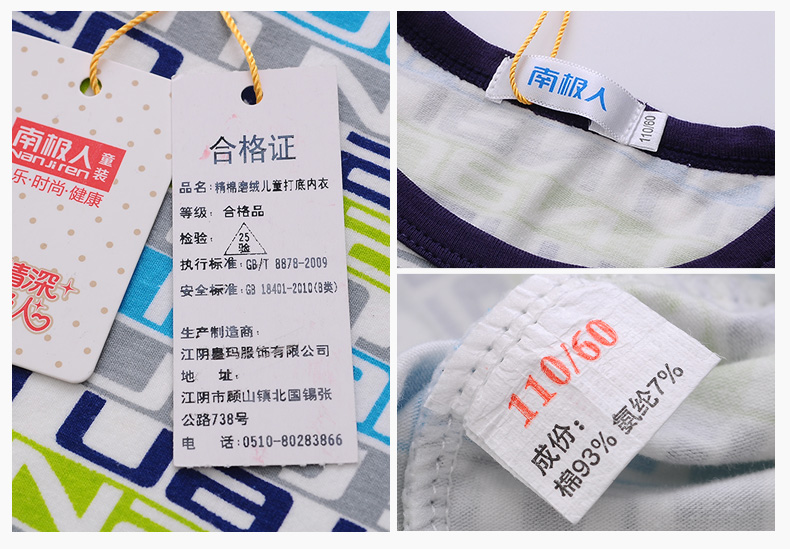 南极人
Nanjiren
童装
乐·时尚·健康
情深
人
合格证
品名：精棉磨绒儿童打底内衣
等级：合格品
检验：25 验
执行标准：GB/T 8878-2009
安全标准：GB 18401-2010(B类)
生产制造商：
江阴臺玛服饰有限公司
地 址：
江阴市顾山镇北国锡张
公路738号
电 话：0510-80283866
南极人
110/60
110/60
成份：
棉93% 氨纶7%